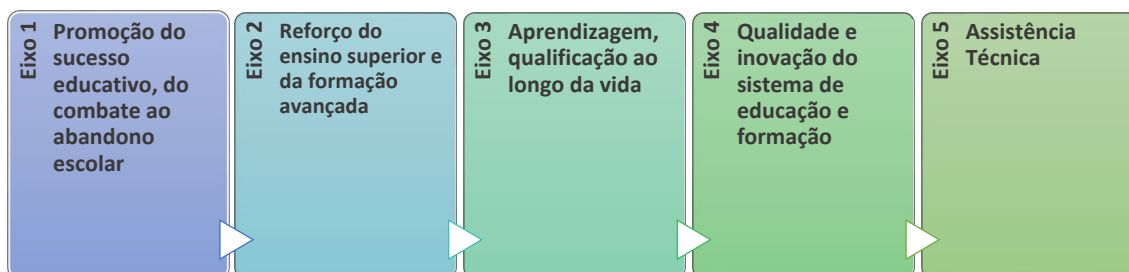 Eixo 1
Promoção do
sucesso
educativo, do
combate ao
abandono
escolar
Eixo 2
Reforço do
ensino superior e
da formação
avançada
Eixo 3
Aprendizagem,
qualificação ao
longo da vida
Eixo 4
Qualidade e
inovação do
sistema de
educação e
formação
Eixo 5
Assistência
Técnica